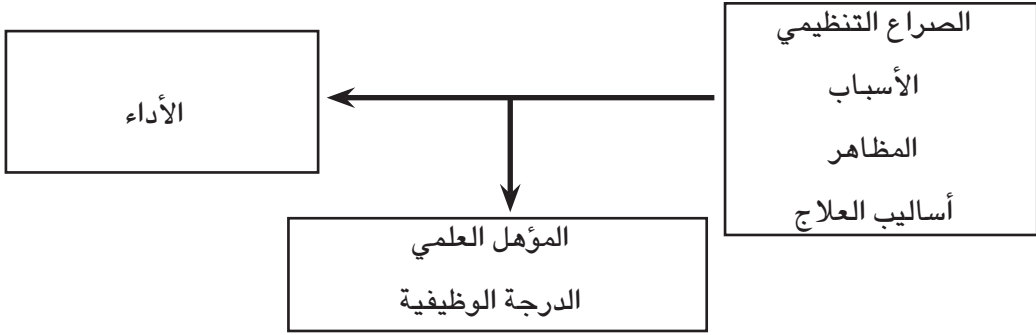 الصراع التنظيمي
الأسباب
المظاهر
أساليب العلاج
الأداء
المؤهل العلمي
الدرجة الوظيفية